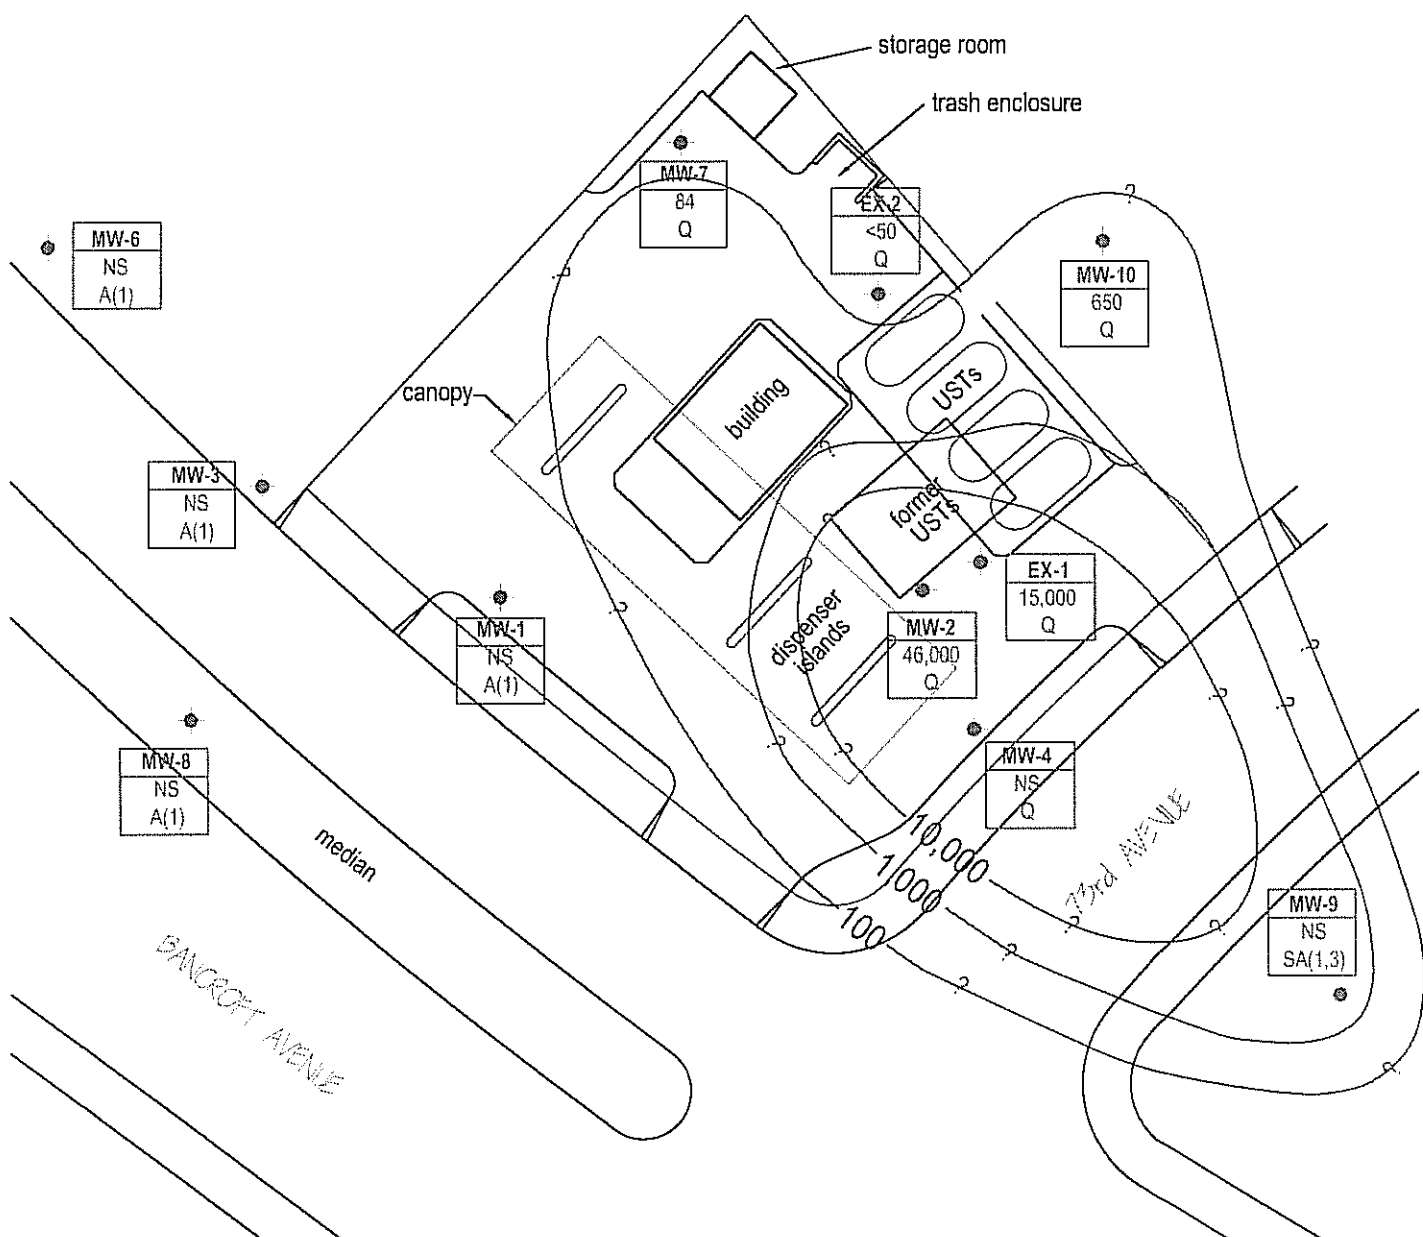 storage room
trash enclosure
MW-7
84
Q
EX-2
<50
Q
MW-6
NS
A(1)
MW-10
650
Q
?
?
canopy
building
USTs
MW-3
NS
A(1)
?
former
USTs
EX-1
15,000
Q
MW-1
NS
A(1)
?
dispenser
islands
MW-2
46,000
Q
?
?
?
MW-8
NS
A(1)
?
?
MW-4
NS
Q
median
10,000
1,000
100
73rd AVENUE
MW-9
NS
SA(1,3)
?
?
?
?
?
BANCROFT AVENUE